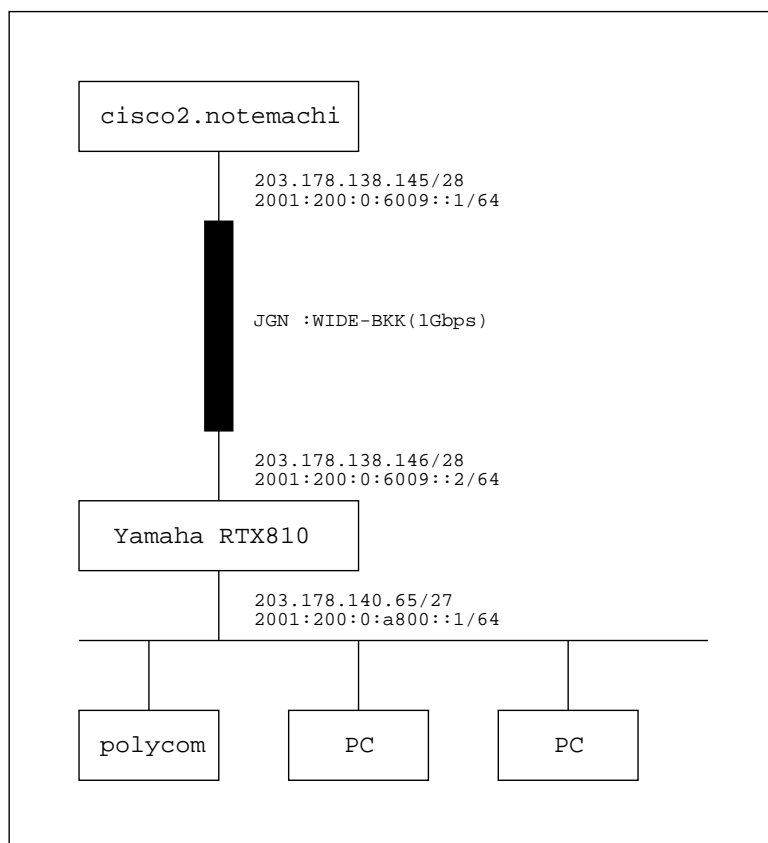 cisco2.notemachi
203.178.138.145/28
2001:200:0:6009::1/64
JGN :WIDE-BKK(1Gbps)
203.178.138.146/28
2001:200:0:6009::2/64
Yamaha RTX810
203.178.140.65/27
2001:200:0:a800::1/64
polycom PC PC